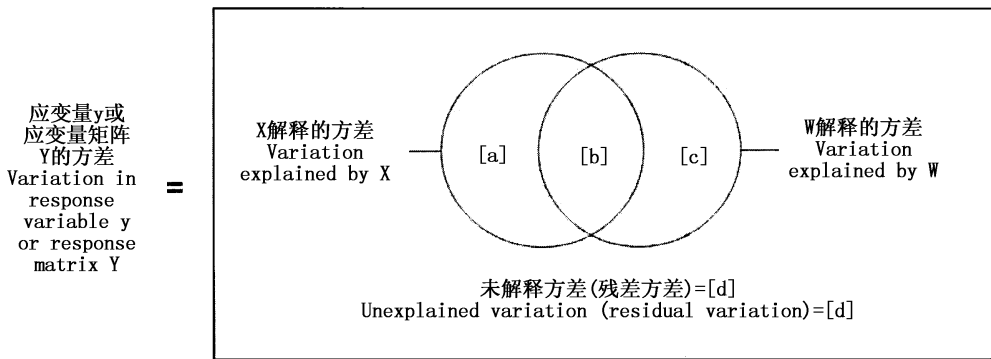 应变量y或
应变量矩阵
Y的方差
Variation in
response
variable y
or response
matrix Y
=
X解释的方差
Variation
explained by X
[a]
[b]
[c]
W解释的方差
Variation
explained by W
未解释方差(残差方差)=[d]
Unexplained variation (residual variation)=[d]